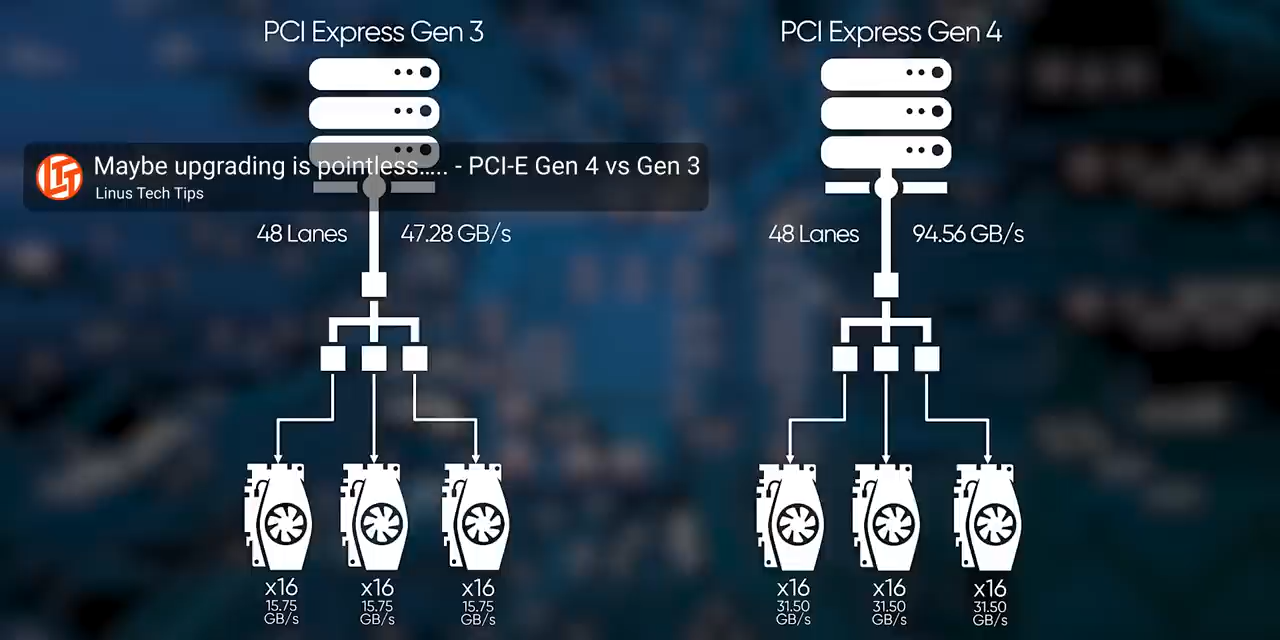 PCI Express Gen 3
PCI Express Gen 4
LTT
Maybe upgrading is pointless..... - PCI-E Gen 4 vs Gen 3
Linus Tech Tips
48 Lanes
47.28 GB/s
48 Lanes
94.56 GB/s
x16
15.75
GB/s
x16
15.75
GB/s
x16
15.75
GB/s
x16
31.50
GB/s
x16
31.50
GB/s
x16
31.50
GB/s